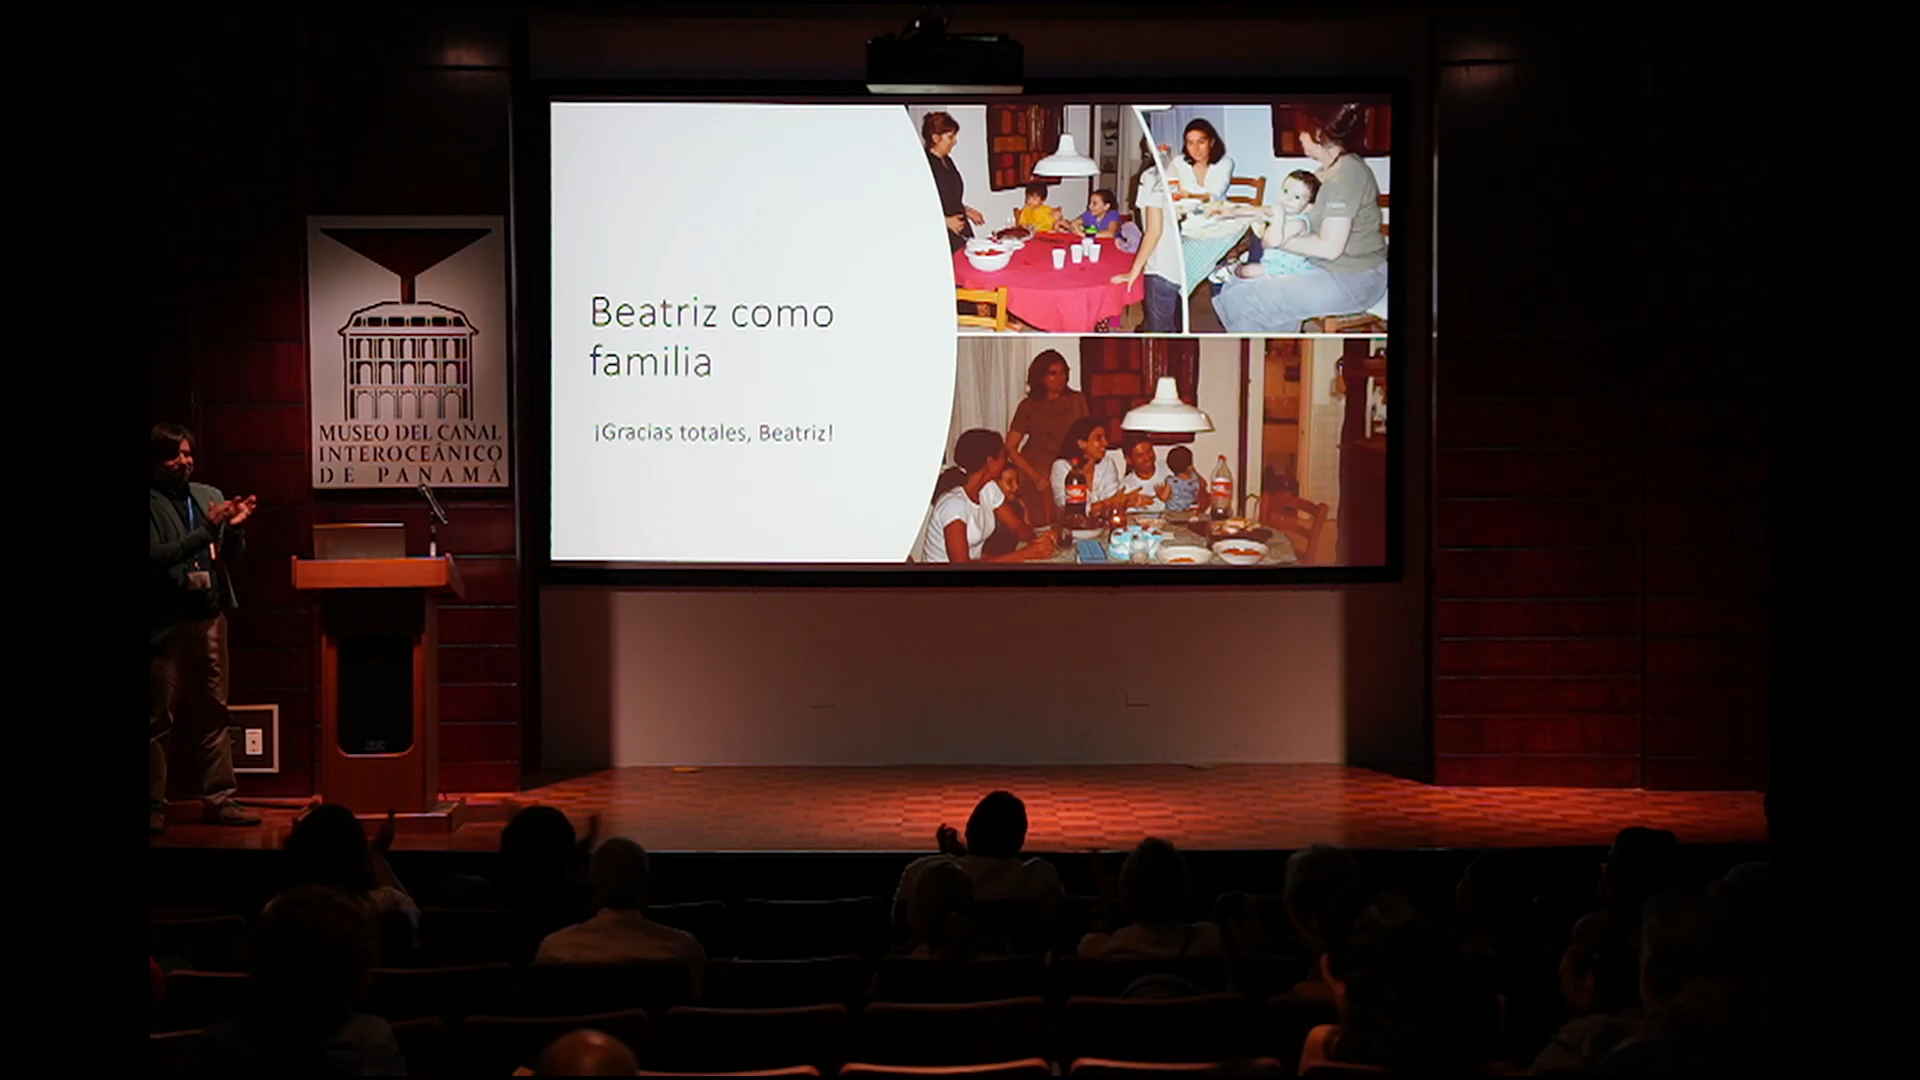 Beatriz como
familia
¡Gracias totales, Beatriz!
MUSEO DEL CANAL
INTEROCEÁNICO
DE PANAMÁ